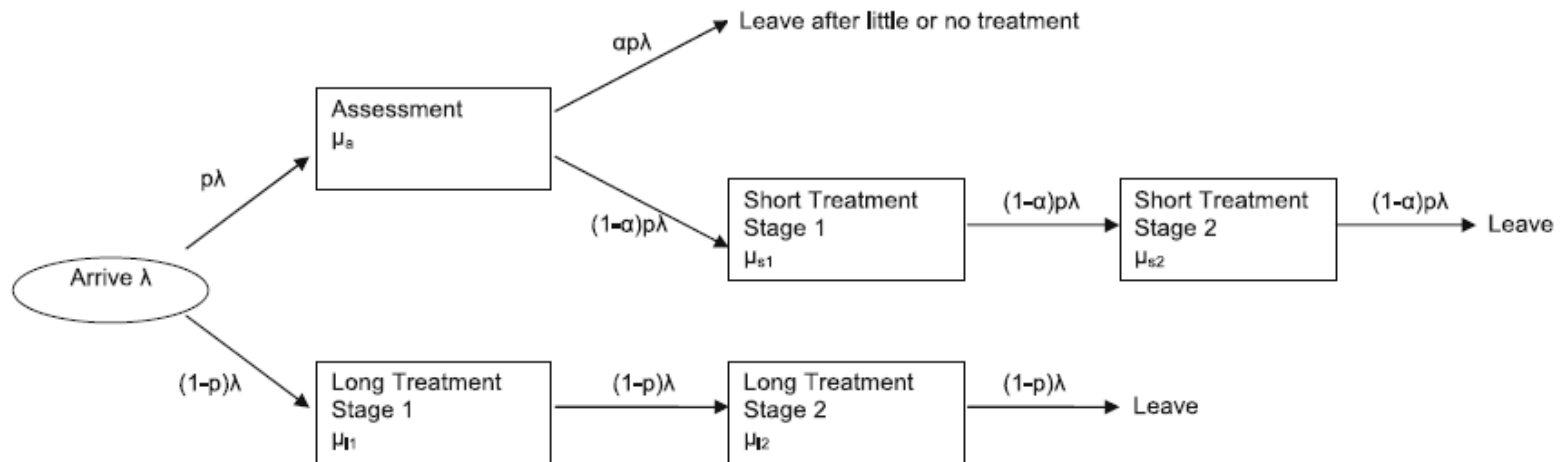 Leave after little or no treatment
αpλ
Assessment
μa
pλ
(1-α)pλ
Short Treatment
Stage 1
μs1
(1-α)pλ
Short Treatment
Stage 2
μs2
(1-α)pλ
Leave
Arrive λ
(1-p)λ
Long Treatment
Stage 1
μl1
(1-p)λ
Long Treatment
Stage 2
μl2
(1-p)λ
Leave